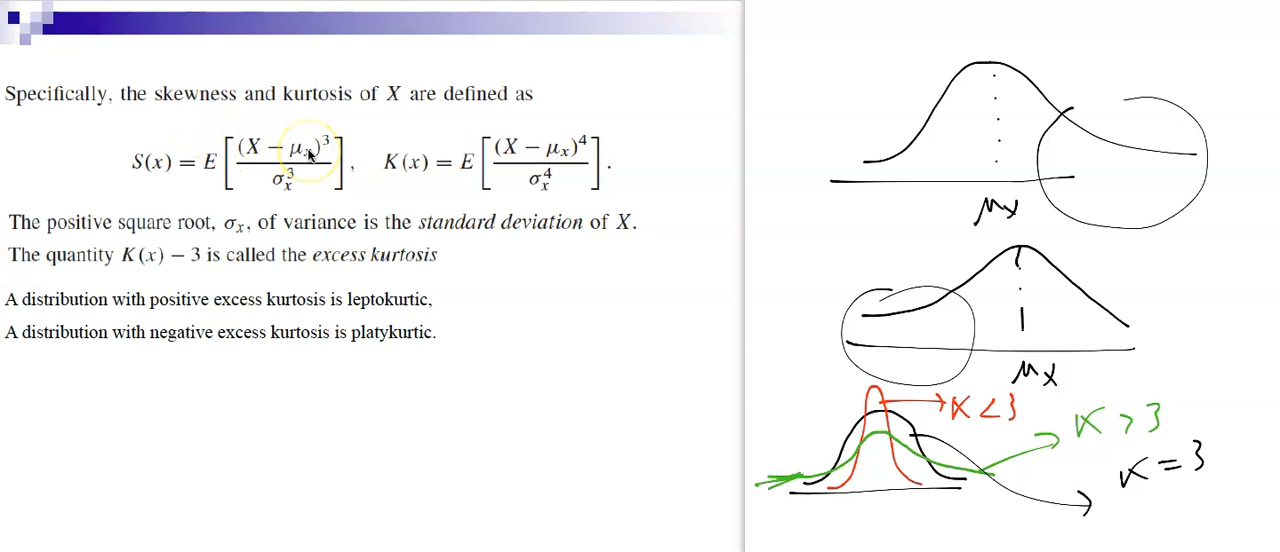 Specifically, the skewness and kurtosis of X are defined as
S(x) = E [ (X − μx)³ / σx³ ] ,   K(x) = E [ (X − μx)⁴ / σx⁴ ] .
The positive square root, σx, of variance is the standard deviation of X.
The quantity K(x) − 3 is called the excess kurtosis
A distribution with positive excess kurtosis is leptokurtic,
A distribution with negative excess kurtosis is platykurtic.
μx
μx
K < 3
K > 3
K = 3